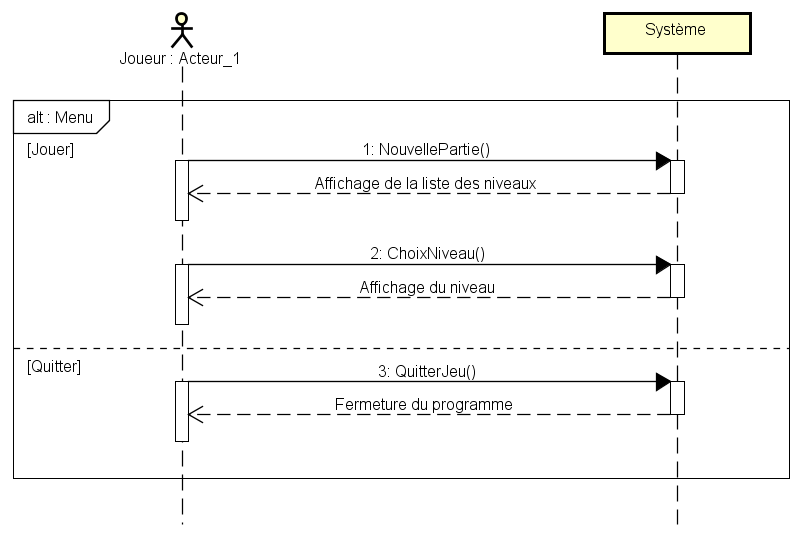 Système
Joueur : Acteur_1
alt : Menu
[Jouer]
1: NouvellePartie()
Affichage de la liste des niveaux
2: ChoixNiveau()
Affichage du niveau
[Quitter]
3: QuitterJeu()
Fermeture du programme